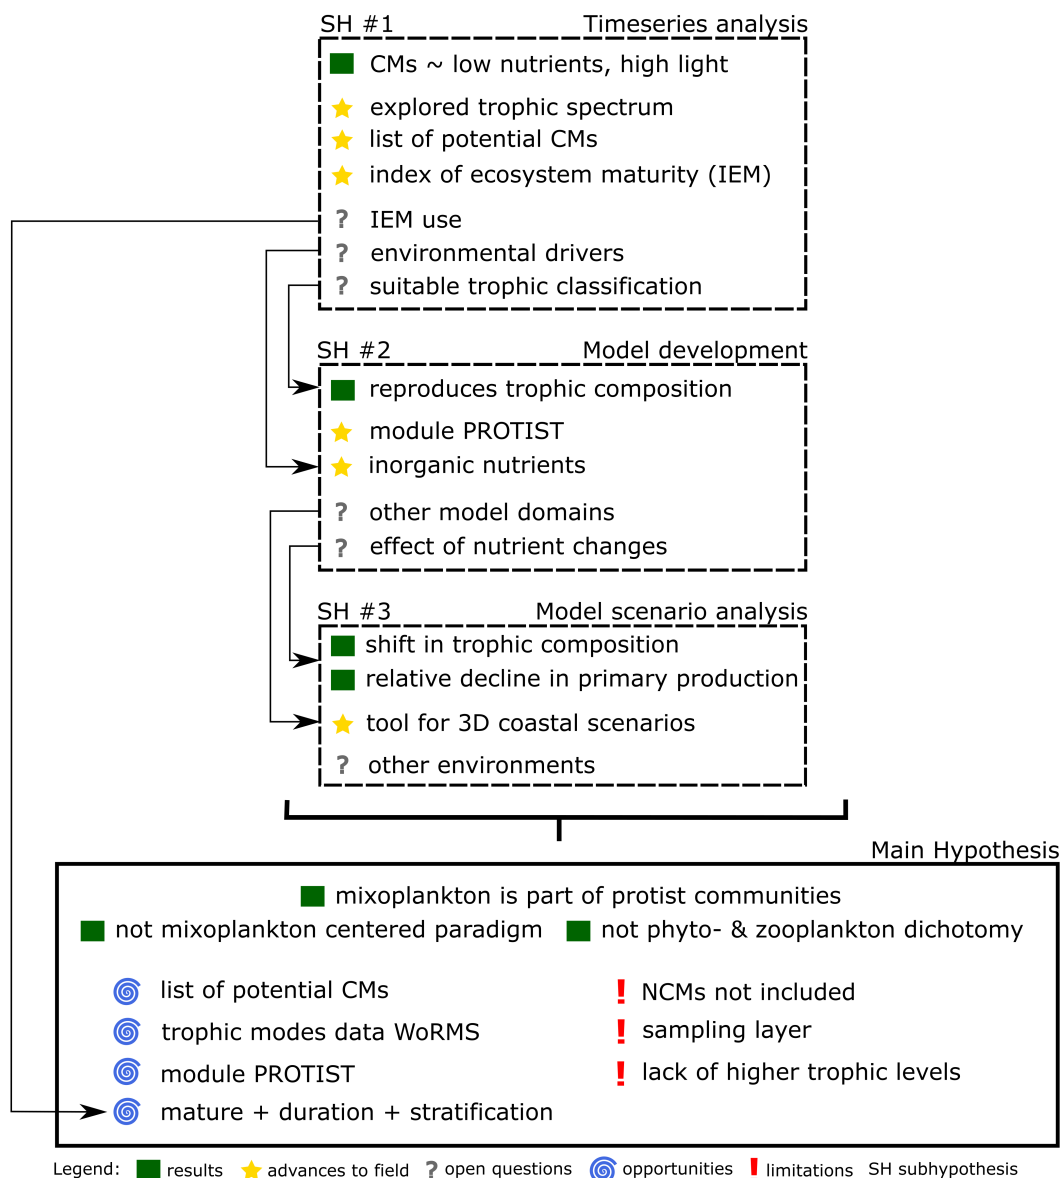 SH #1 Timeseries analysis
CMs ~ low nutrients, high light
explored trophic spectrum
list of potential CMs
index of ecosystem maturity (IEM)
? IEM use
? environmental drivers
? suitable trophic classification
SH #2 Model development
reproduces trophic composition
module PROTIST
inorganic nutrients
? other model domains
? effect of nutrient changes
SH #3 Model scenario analysis
shift in trophic composition
relative decline in primary production
tool for 3D coastal scenarios
? other environments
Main Hypothesis
mixoplankton is part of protist communities
not mixoplankton centered paradigm not phyto- & zooplankton dichotomy
list of potential CMs ! NCMs not included
trophic modes data WoRMS ! sampling layer
module PROTIST ! lack of higher trophic levels
mature + duration + stratification
Legend: results advances to field ? open questions opportunities ! limitations SH subhypothesis